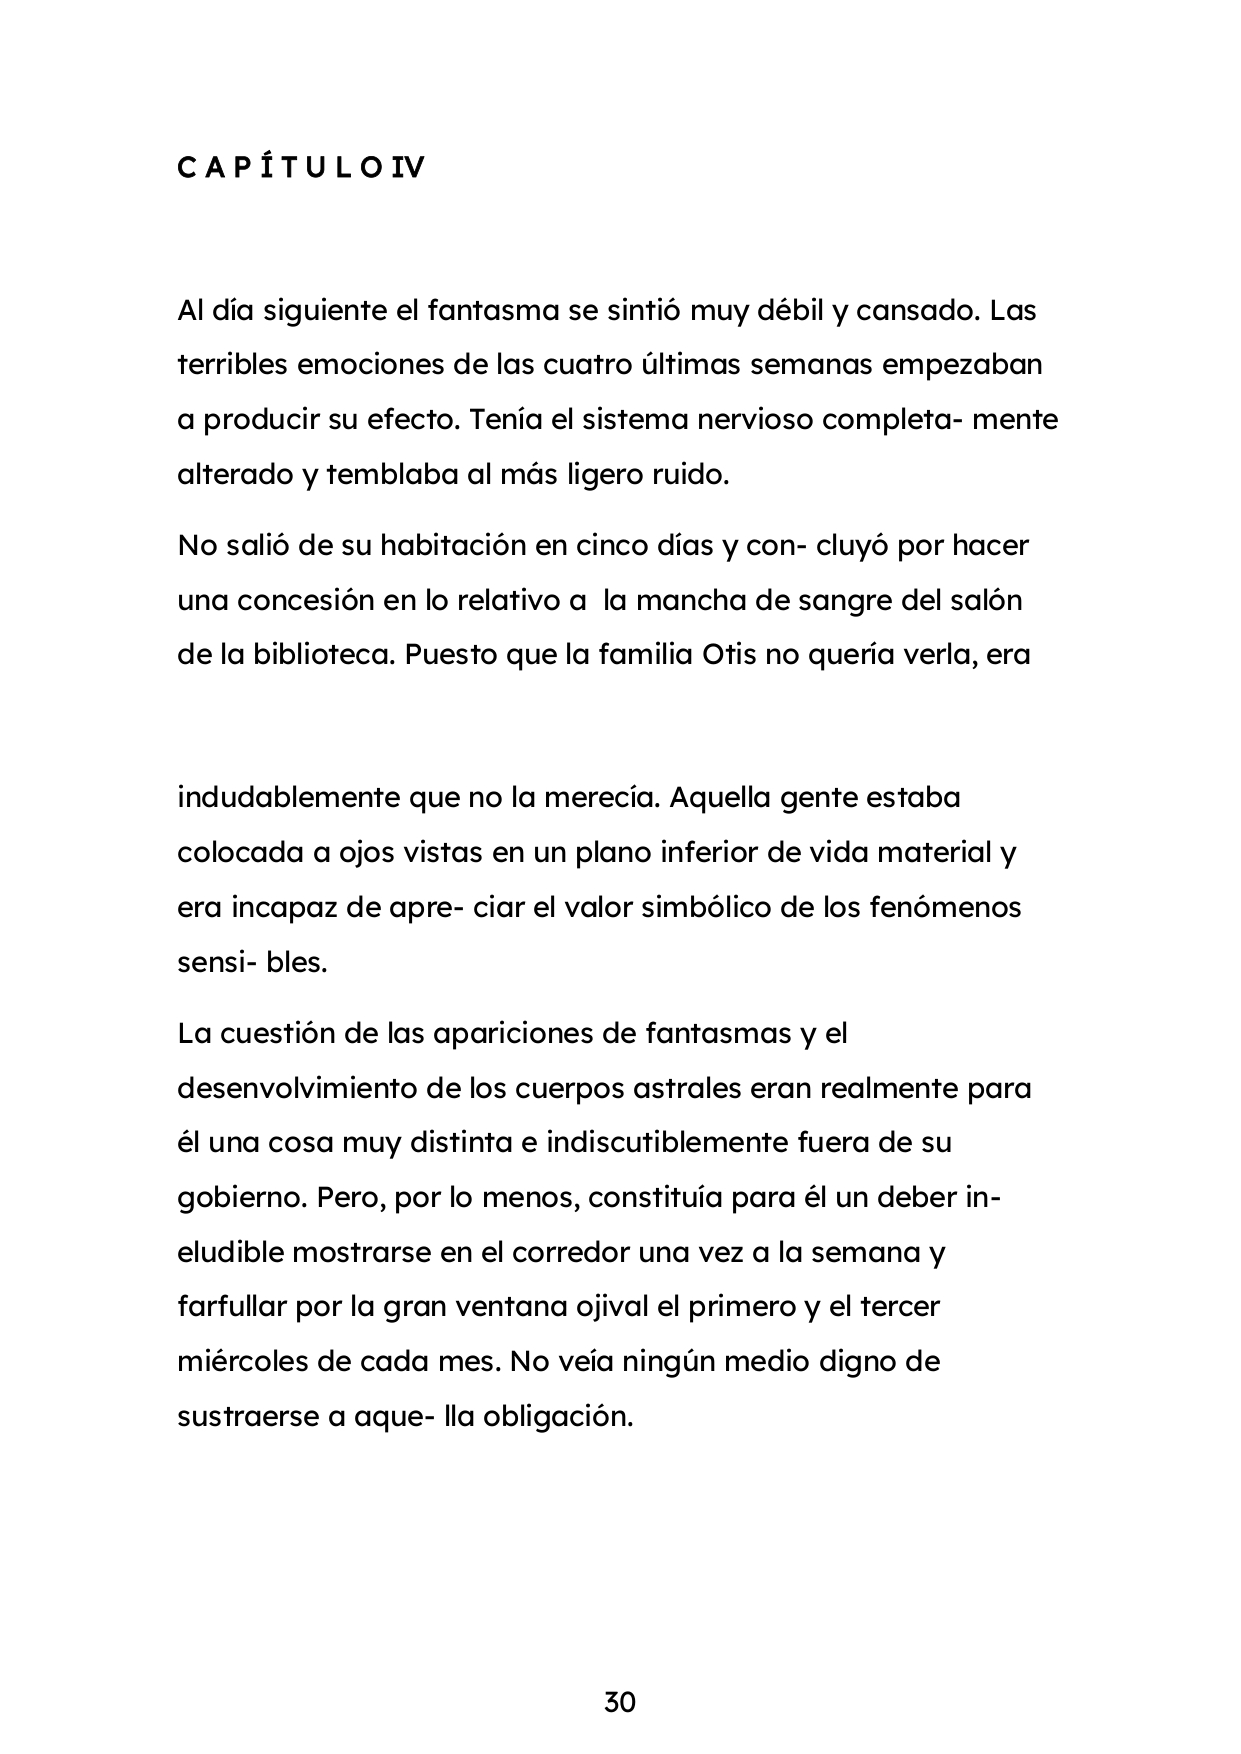 C A P Í T U L O IV
Al día siguiente el fantasma se sintió muy débil y cansado. Las
terribles emociones de las cuatro últimas semanas empezaban
a producir su efecto. Tenía el sistema nervioso completa- mente
alterado y temblaba al más ligero ruido.
No salió de su habitación en cinco días y con- cluyó por hacer
una concesión en lo relativo a  la mancha de sangre del salón
de la biblioteca. Puesto que la familia Otis no quería verla, era
indudablemente que no la merecía. Aquella gente estaba
colocada a ojos vistas en un plano inferior de vida material y
era incapaz de apre- ciar el valor simbólico de los fenómenos
sensi- bles.
La cuestión de las apariciones de fantasmas y el
desenvolvimiento de los cuerpos astrales eran realmente para
él una cosa muy distinta e indiscutiblemente fuera de su
gobierno. Pero, por lo menos, constituía para él un deber in-
eludible mostrarse en el corredor una vez a la semana y
farfullar por la gran ventana ojival el primero y el tercer
miércoles de cada mes. No veía ningún medio digno de
sustraerse a aque- lla obligación.
30